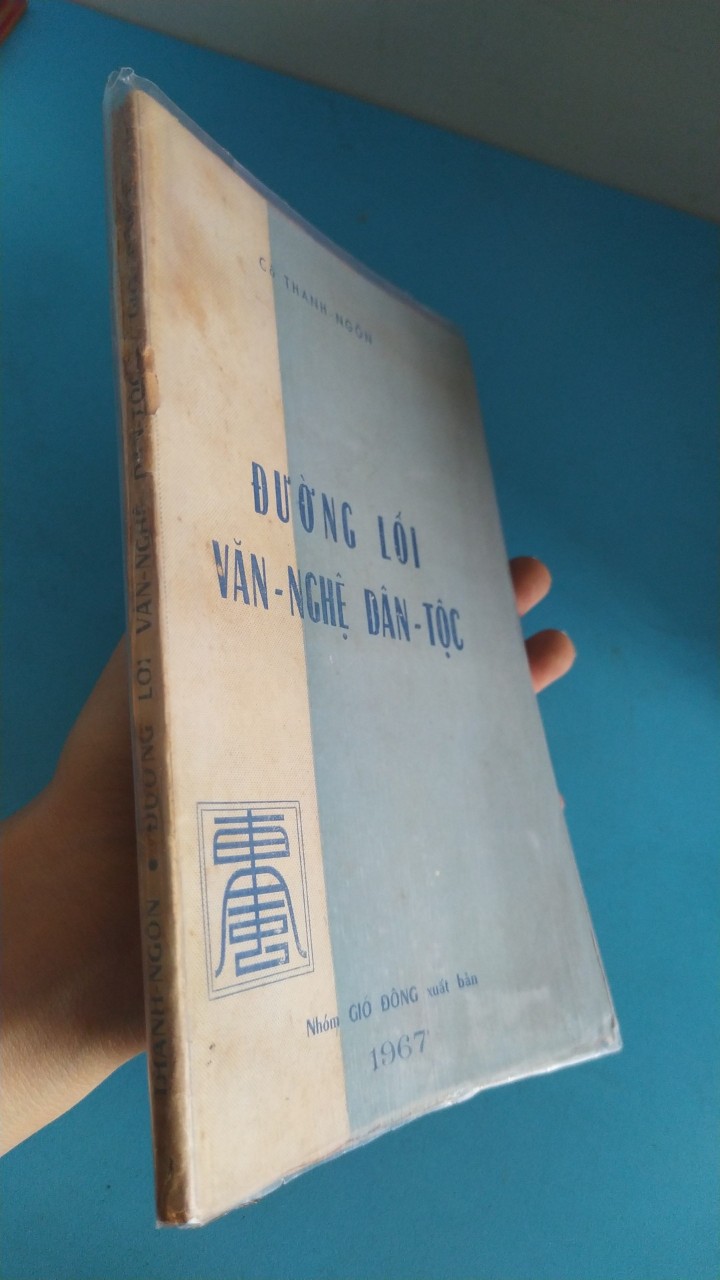 Cô THANH-NGÔN
ĐƯỜNG LỐI
VĂN-NGHỆ DÂN-TỘC
Nhóm GIÓ ĐÔNG xuất bản
1967
THANH-NGÔN • ĐƯỜNG LỐI VĂN-NGHỆ DÂN-TỘC